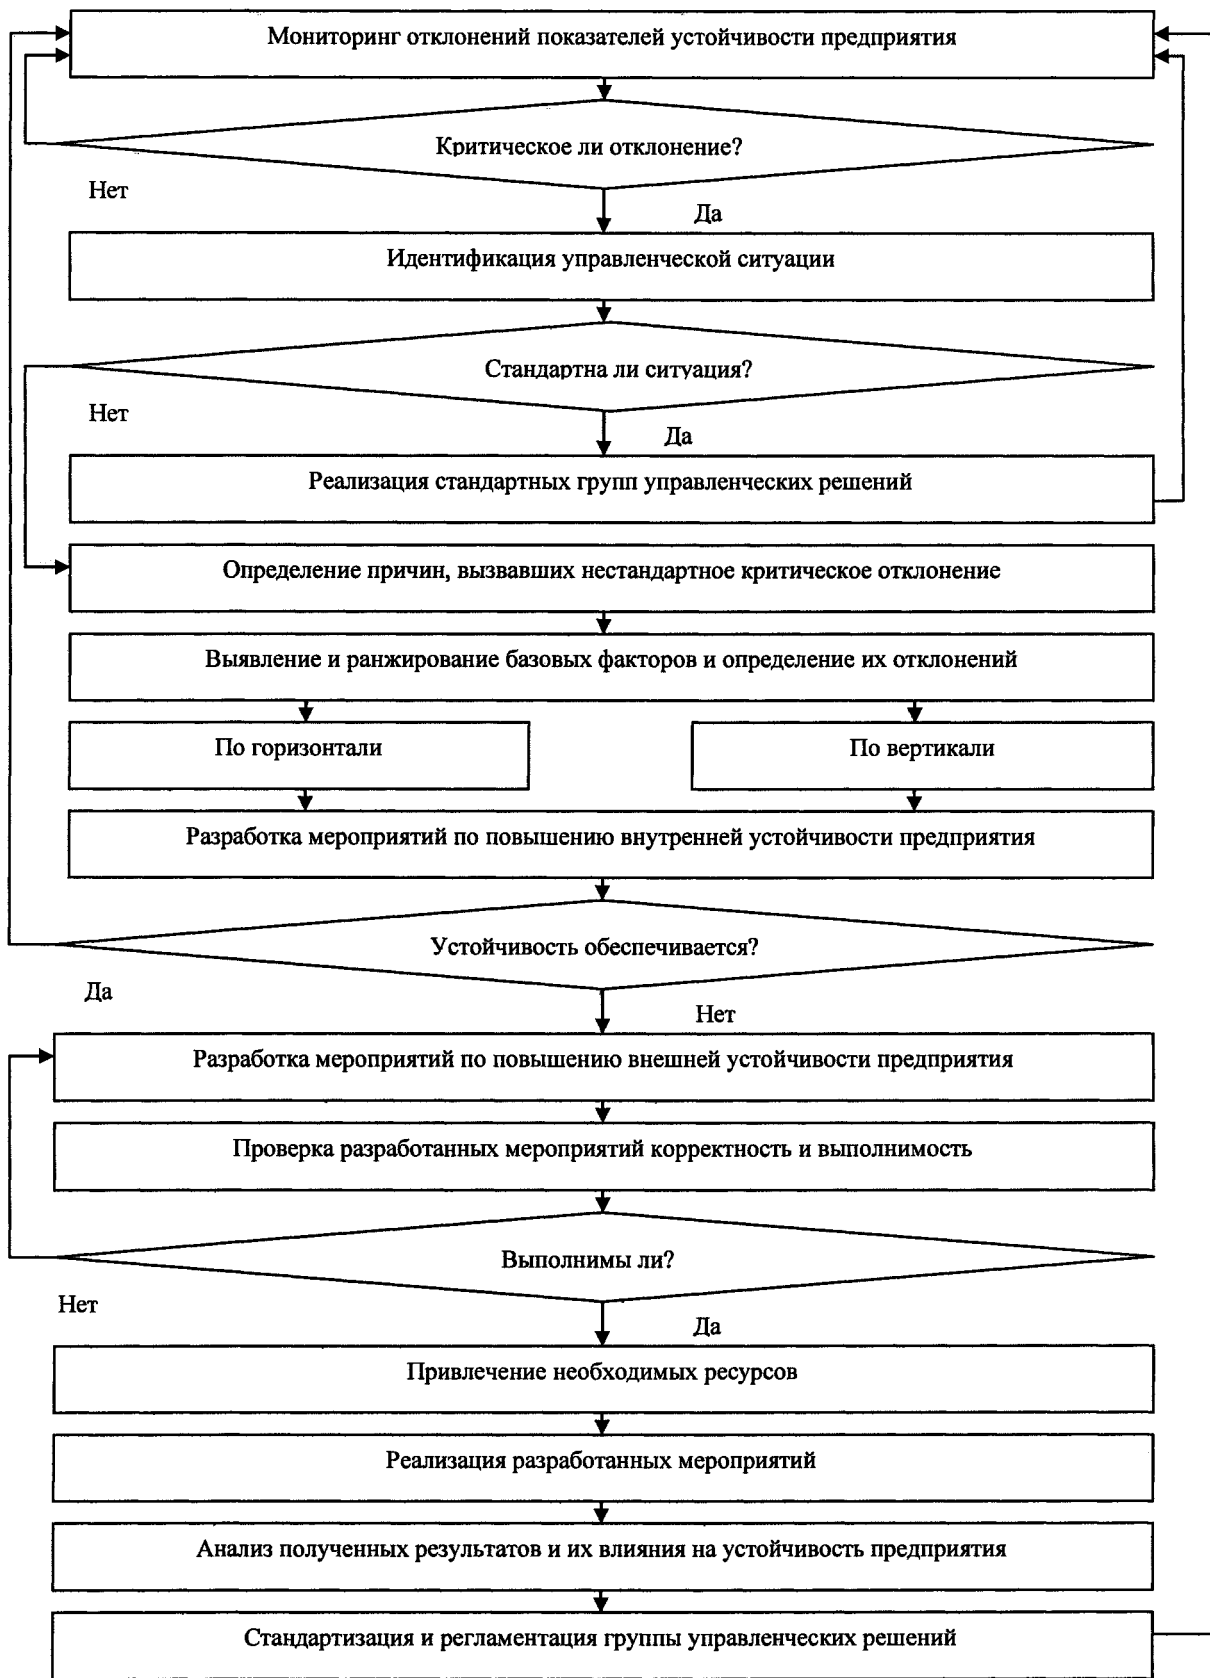 Мониторинг отклонений показателей устойчивости предприятия
Критическое ли отклонение?
Нет
Да
Идентификация управленческой ситуации
Стандартна ли ситуация?
Нет
Да
Реализация стандартных групп управленческих решений
Определение причин, вызвавших нестандартное критическое отклонение
Выявление и ранжирование базовых факторов и определение их отклонений
По горизонтали
По вертикали
Разработка мероприятий по повышению внутренней устойчивости предприятия
Устойчивость обеспечивается?
Да
Нет
Разработка мероприятий по повышению внешней устойчивости предприятия
Проверка разработанных мероприятий корректность и выполнимость
Выполнимы ли?
Нет
Да
Привлечение необходимых ресурсов
Реализация разработанных мероприятий
Анализ полученных результатов и их влияния на устойчивость предприятия
Стандартизация и регламентация группы управленческих решений